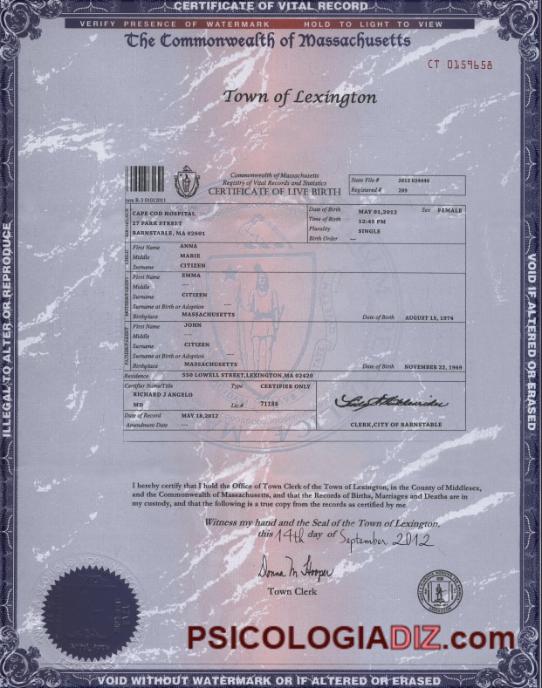 CERTIFICATE OF VITAL RECORD
VERIFY PRESENCE OF WATERMARK HOLD TO LIGHT TO VIEW
The Commonwealth of Massachusetts
CT 0159658
Town of Lexington
Commonwealth of Massachusetts
Registry of Vital Records and Statistics
CERTIFICATE OF LIVE BIRTH
State File #
Registered # 209
CAPE COD HOSPITAL
27 PARK STREET
BARNSTABLE, MA 02601
Date of Birth MAY 01,2012 Sex FEMALE
Time of Birth 12:45 PM
Plurality SINGLE
Birth Order ---
First Name ANNA
Middle MARIE
Surname CITIZEN
First Name EMMA
Middle ---
Surname CITIZEN
Surname at Birth or Adoption ---
Birthplace MASSACHUSETTS Date of Birth AUGUST 15, 1974
First Name JOHN
Middle ---
Surname CITIZEN
Surname at Birth or Adoption ---
Birthplace MASSACHUSETTS Date of Birth NOVEMBER 22, 1969
Residence 550 LOWELL STREET,LEXINGTON,MA 02420
Certifier Name/Title Type CERTIFIER ONLY
RICHARD J ANGELO
MD Lic # 71288
Date of Record MAY 18,2012
Amendment Date ---
CLERK,CITY OF BARNSTABLE
I hereby certify that I hold the Office of Town Clerk of the Town of Lexington, in the County of Middlesex,
and the Commonwealth of Massachusetts, and that the Records of Births, Marriages and Deaths are in
my custody, and that the following is a true copy from the records as certified by me
Witness my hand and the Seal of the Town of Lexington.
this 14th day of September 2012
Donna M Hooper
Town Clerk
PSICOLOGIADIZ.com
VOID WITHOUT WATERMARK OR IF ALTERED OR ERASED
ILLEGAL TO ALTER OR REPRODUCE
VOID IF ALTERED OR ERASED